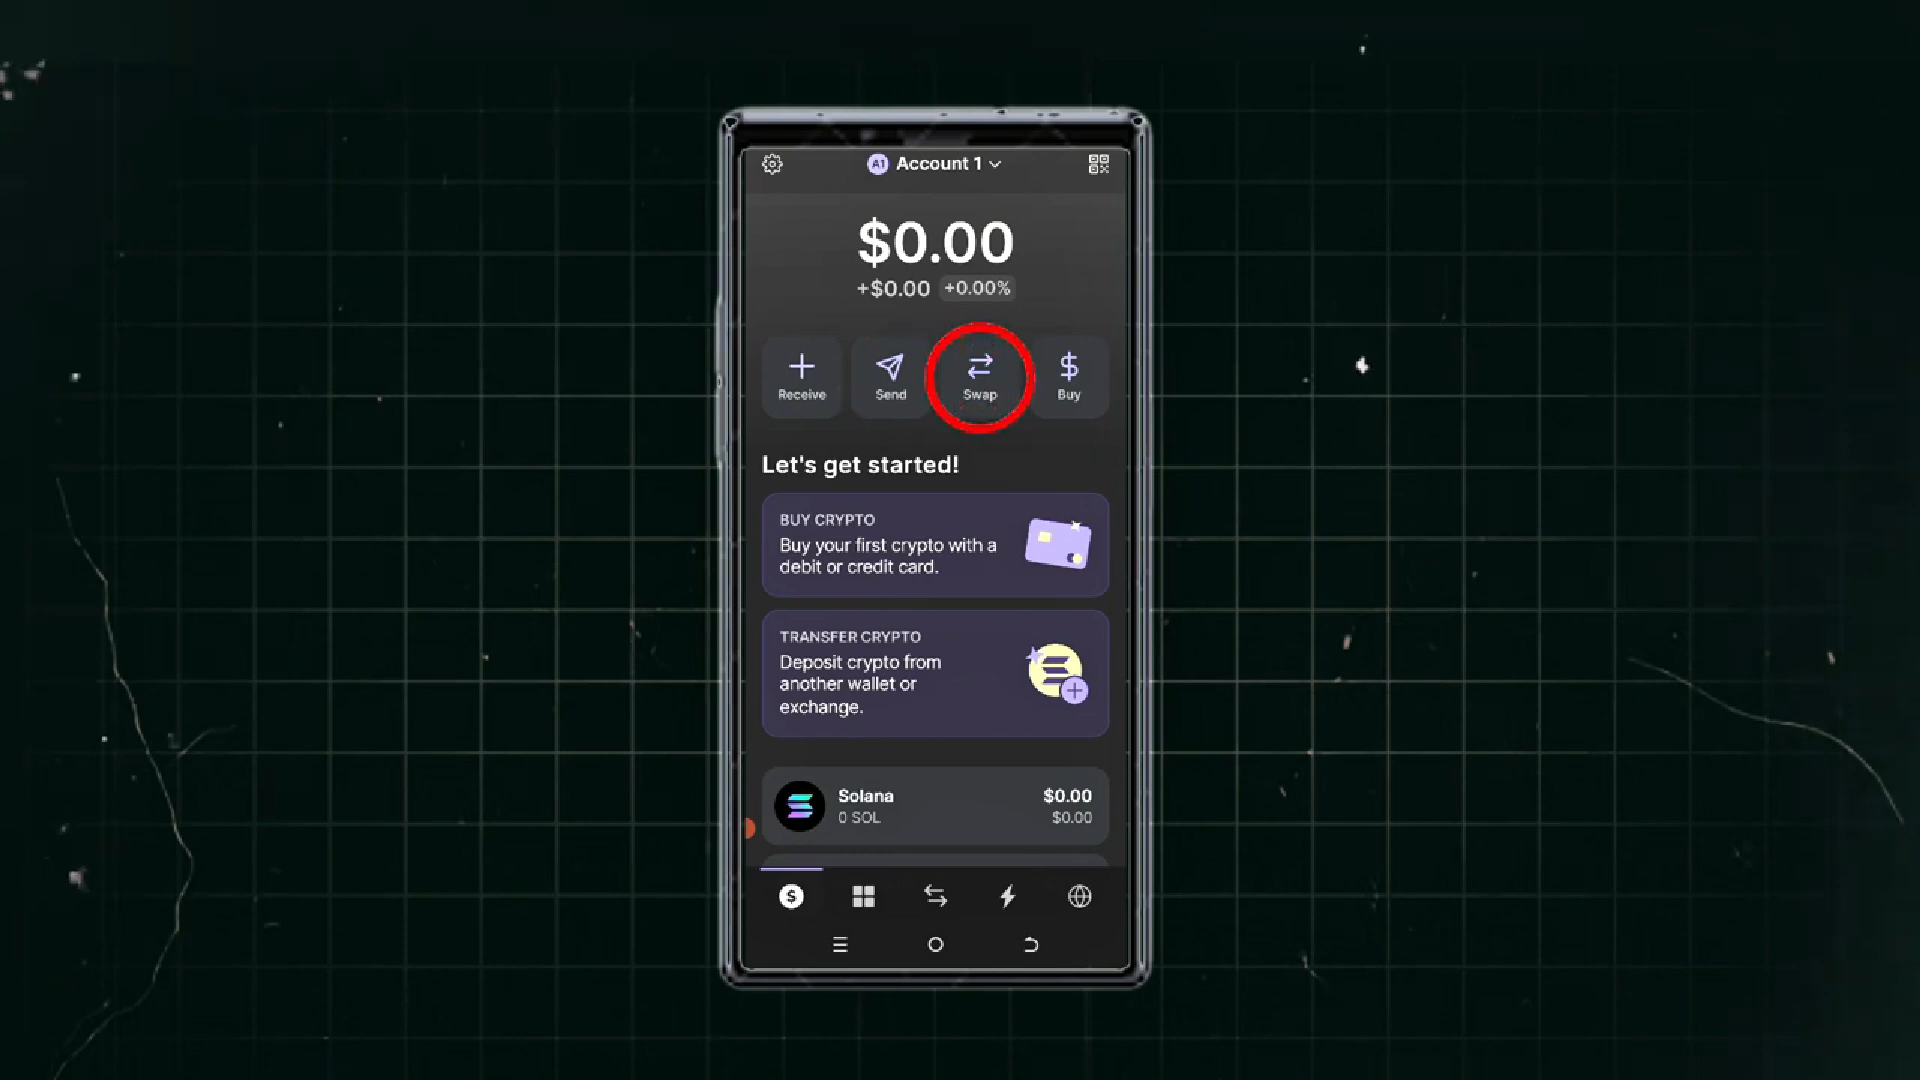 A1 Account 1
$0.00
+$0.00 +0.00%
Receive Send Swap $ Buy
Let's get started!
BUY CRYPTO
Buy your first crypto with a
debit or credit card.
TRANSFER CRYPTO
Deposit crypto from
another wallet or
exchange.
Solana $0.00
0 SOL $0.00
$